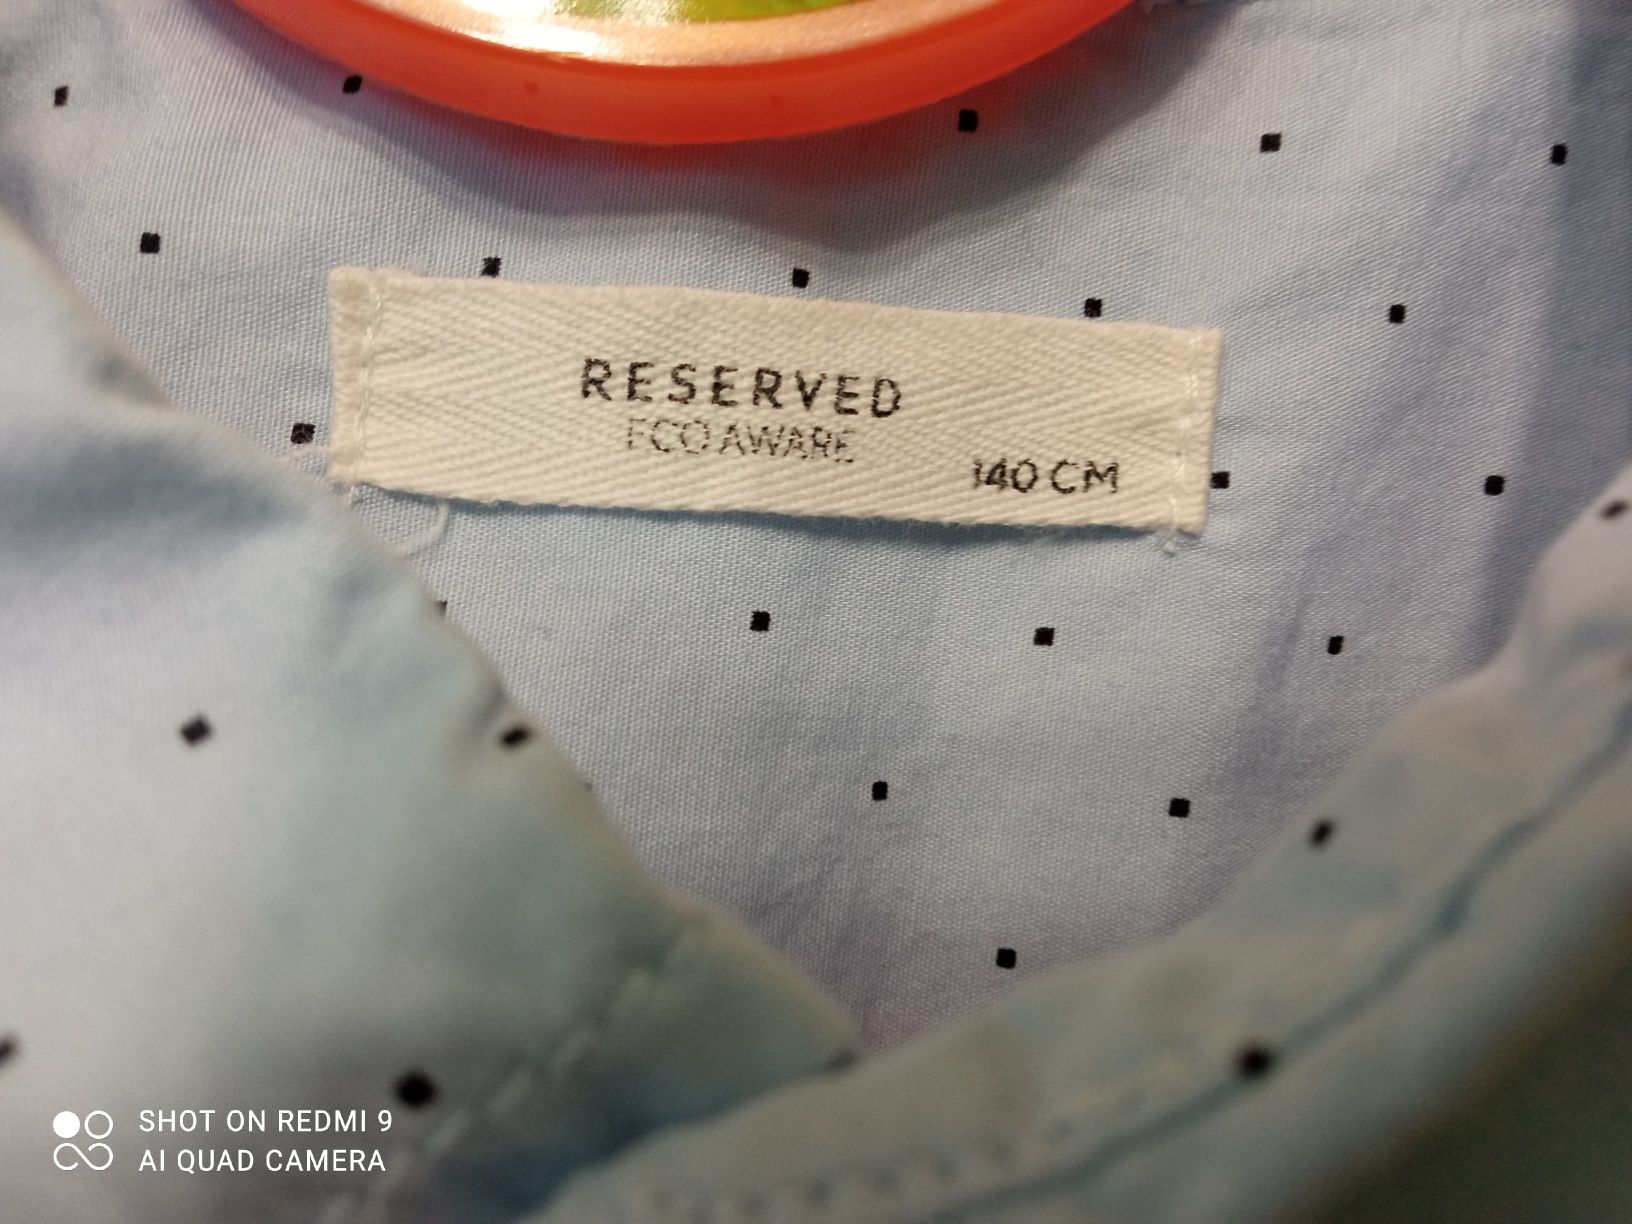 RESERVED
ECO AWARE
140 CM
SHOT ON REDMI 9
AI QUAD CAMERA